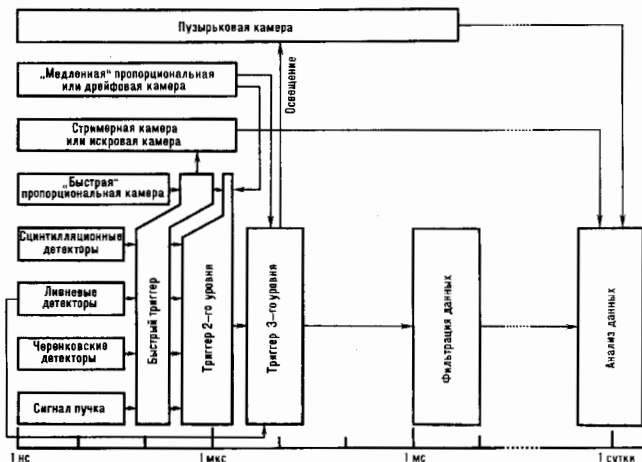 Пузырьковая камера
„Медленная" пропорциональная
или дрейфовая камера
Освещение
Стримерная камера
или искровая камера
„Быстрая"
пропорциональная камера
Сцинтилляционные
детекторы
Ливневые
детекторы
Черенковские
детекторы
Сигнал пучка
Быстрый триггер
Триггер 2-го уровня
Триггер 3-го уровня
Фильтрация данных
Анализ данных
1 нс
1 мкс
1 мс
1 сутки